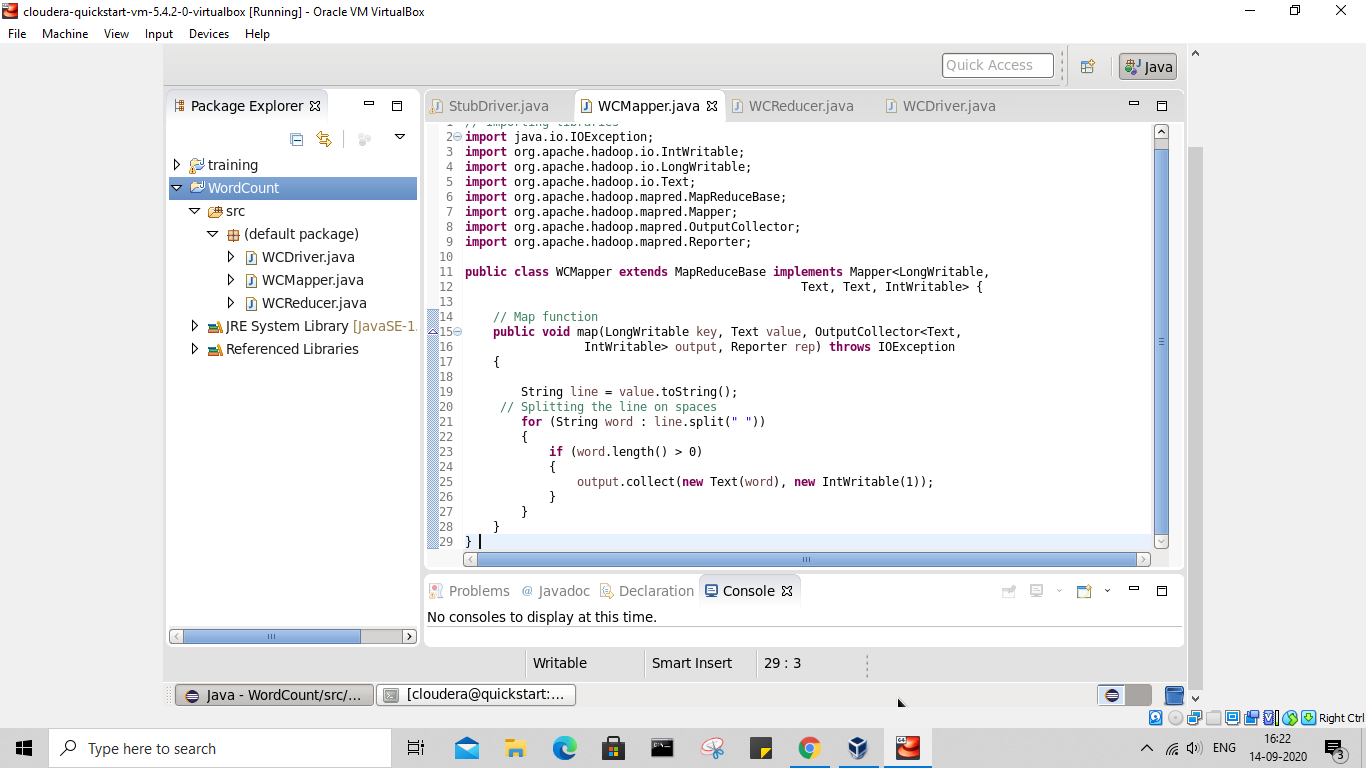 cloudera-quickstart-vm-5.4.2-0-virtualbox [Running] - Oracle VM VirtualBox
File Machine View Input Devices Help
Quick Access
Java
Package Explorer
StubDriver.java WCMapper.java WCReducer.java WCDriver.java
training
WordCount
src
(default package)
WCDriver.java
WCMapper.java
WCReducer.java
JRE System Library [JavaSE-1.
Referenced Libraries
1 // importing libraries
2 import java.io.IOException;
3 import org.apache.hadoop.io.IntWritable;
4 import org.apache.hadoop.io.LongWritable;
5 import org.apache.hadoop.io.Text;
6 import org.apache.hadoop.mapred.MapReduceBase;
7 import org.apache.hadoop.mapred.Mapper;
8 import org.apache.hadoop.mapred.OutputCollector;
9 import org.apache.hadoop.mapred.Reporter;
10
11 public class WCMapper extends MapReduceBase implements Mapper<LongWritable,
12 Text, Text, IntWritable> {
13
14 // Map function
15 public void map(LongWritable key, Text value, OutputCollector<Text,
16 IntWritable> output, Reporter rep) throws IOException
17 {
18
19 String line = value.toString();
20 // Splitting the line on spaces
21 for (String word : line.split(" "))
22 {
23 if (word.length() > 0)
24 {
25 output.collect(new Text(word), new IntWritable(1));
26 }
27 }
28 }
29 }
Problems @ Javadoc Declaration Console
No consoles to display at this time.
Writable Smart Insert 29 : 3
Java - WordCount/src/... [cloudera@quickstart:...
Right Ctrl
Type here to search
ENG
16:22
14-09-2020
3